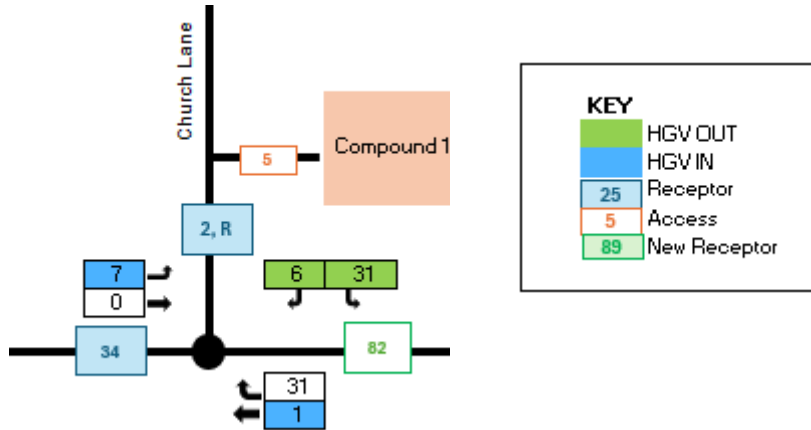 Church Lane
Compound 1
5
2, R
7
0
6 31
34
82
31
1
KEY
HGV OUT
HGV IN
25 Receptor
5 Access
89 New Receptor